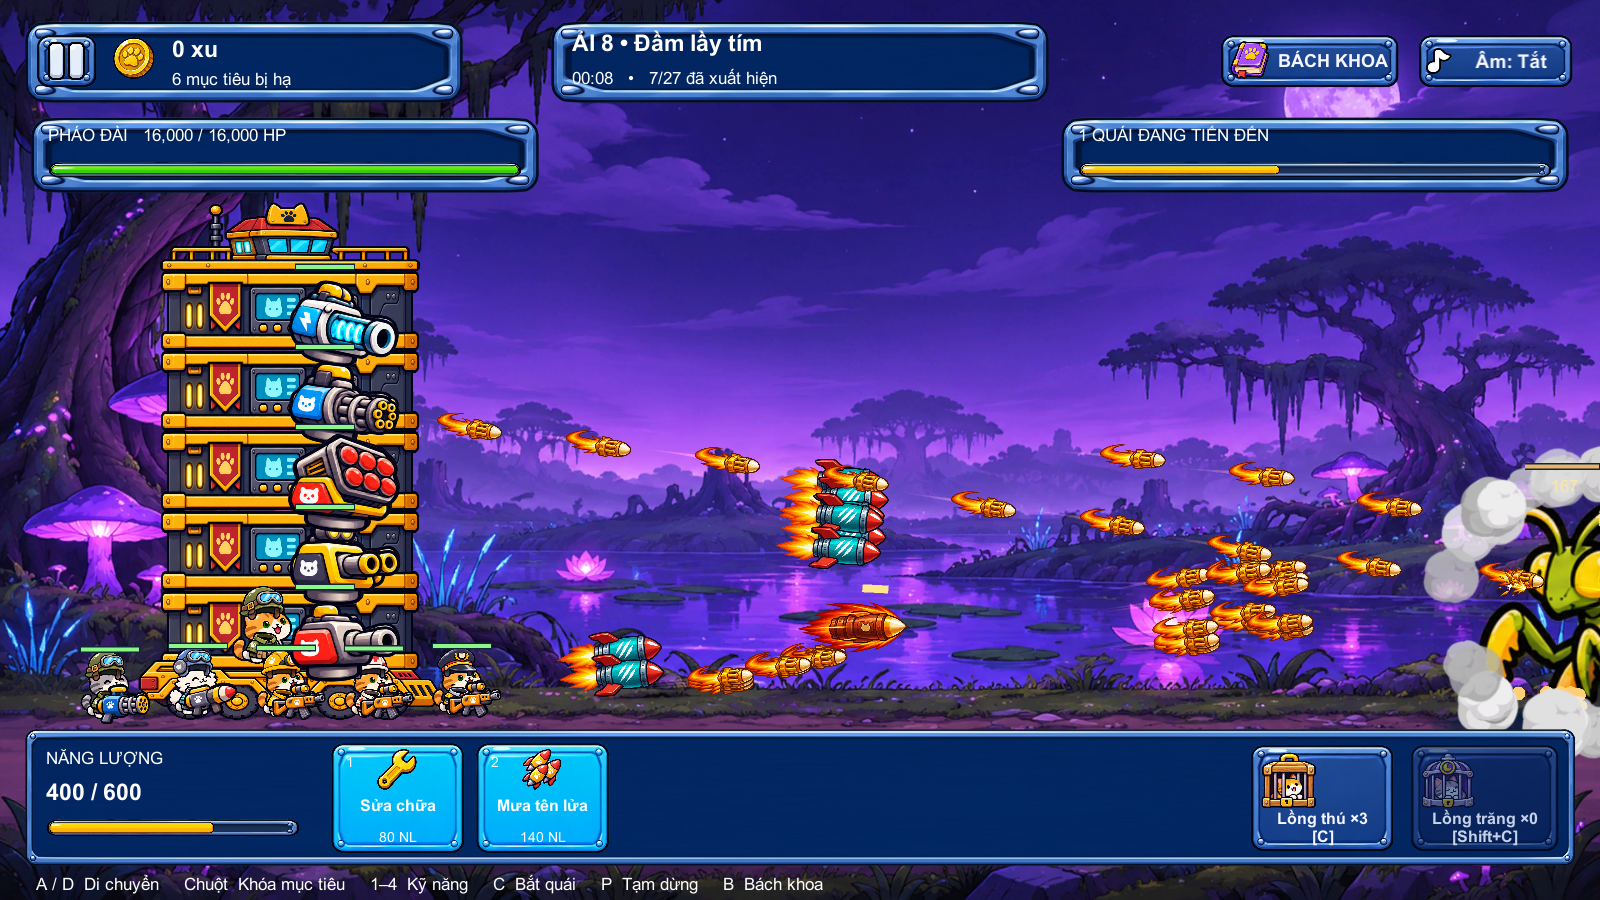 0 xu
6 mục tiêu bị hạ
ẢI 8 • Đầm lầy tím
00:08 • 7/27 đã xuất hiện
BÁCH KHOA
Âm: Tắt
PHÁO ĐÀI 16,000 / 16,000 HP
1 QUÁI ĐANG TIẾN ĐẾN
167
NĂNG LƯỢNG
400 / 600
1
Sửa chữa
80 NL
2
Mưa tên lửa
140 NL
Lồng thú ×3
[C]
Lồng trăng ×0
[Shift+C]
A / D Di chuyển Chuột Khóa mục tiêu 1–4 Kỹ năng C Bắt quái P Tạm dừng B Bách khoa